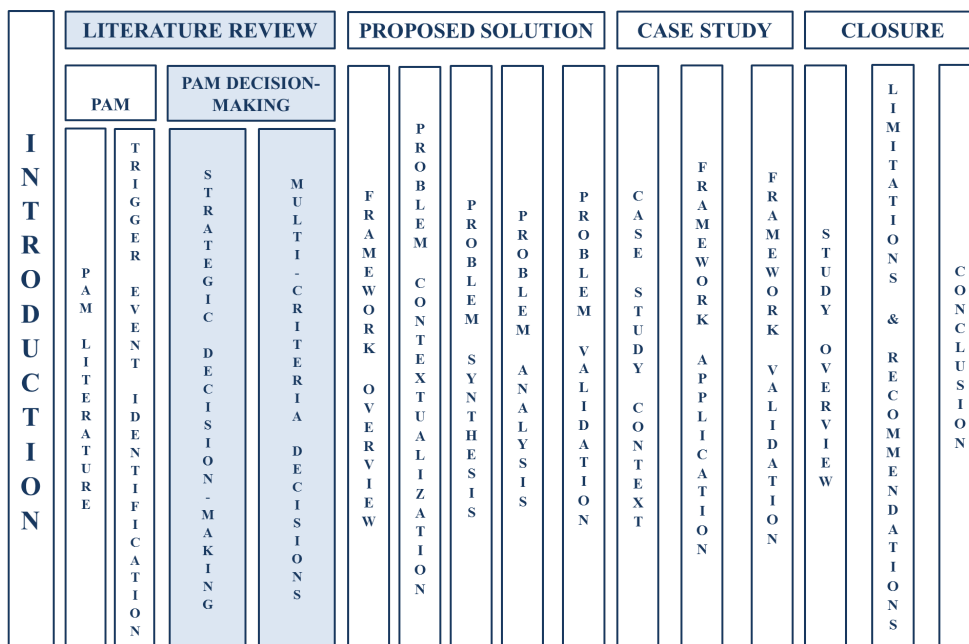 INTRODUCTION
LITERATURE REVIEW
PROPOSED SOLUTION
CASE STUDY
CLOSURE
PAM
PAM DECISION-
MAKING
PAM LITERATURE
TRIGGER EVENT IDENTIFICATION
STRATEGIC DECISION-MAKING
MULTI-CRITERIA DECISIONS
FRAMEWORK OVERVIEW
PROBLEM CONTEXTUALIZATION
PROBLEM SYNTHESIS
PROBLEM ANALYSIS
PROBLEM VALIDATION
CASE STUDY CONTEXT
FRAMEWORK APPLICATION
FRAMEWORK VALIDATION
STUDY OVERVIEW
LIMITATIONS & RECOMMENDATIONS
CONCLUSION